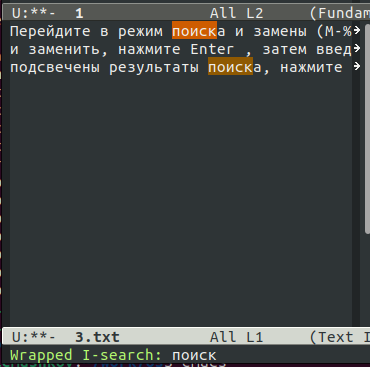 U:**- 1 All L2 (Fundam
Перейдите в режим поиска и замены (M-%
и заменить, нажмите Enter , затем введ
подсвечены результаты поиска, нажмите
U:**- 3.txt All L1 (Text I
Wrapped I-search: поиск